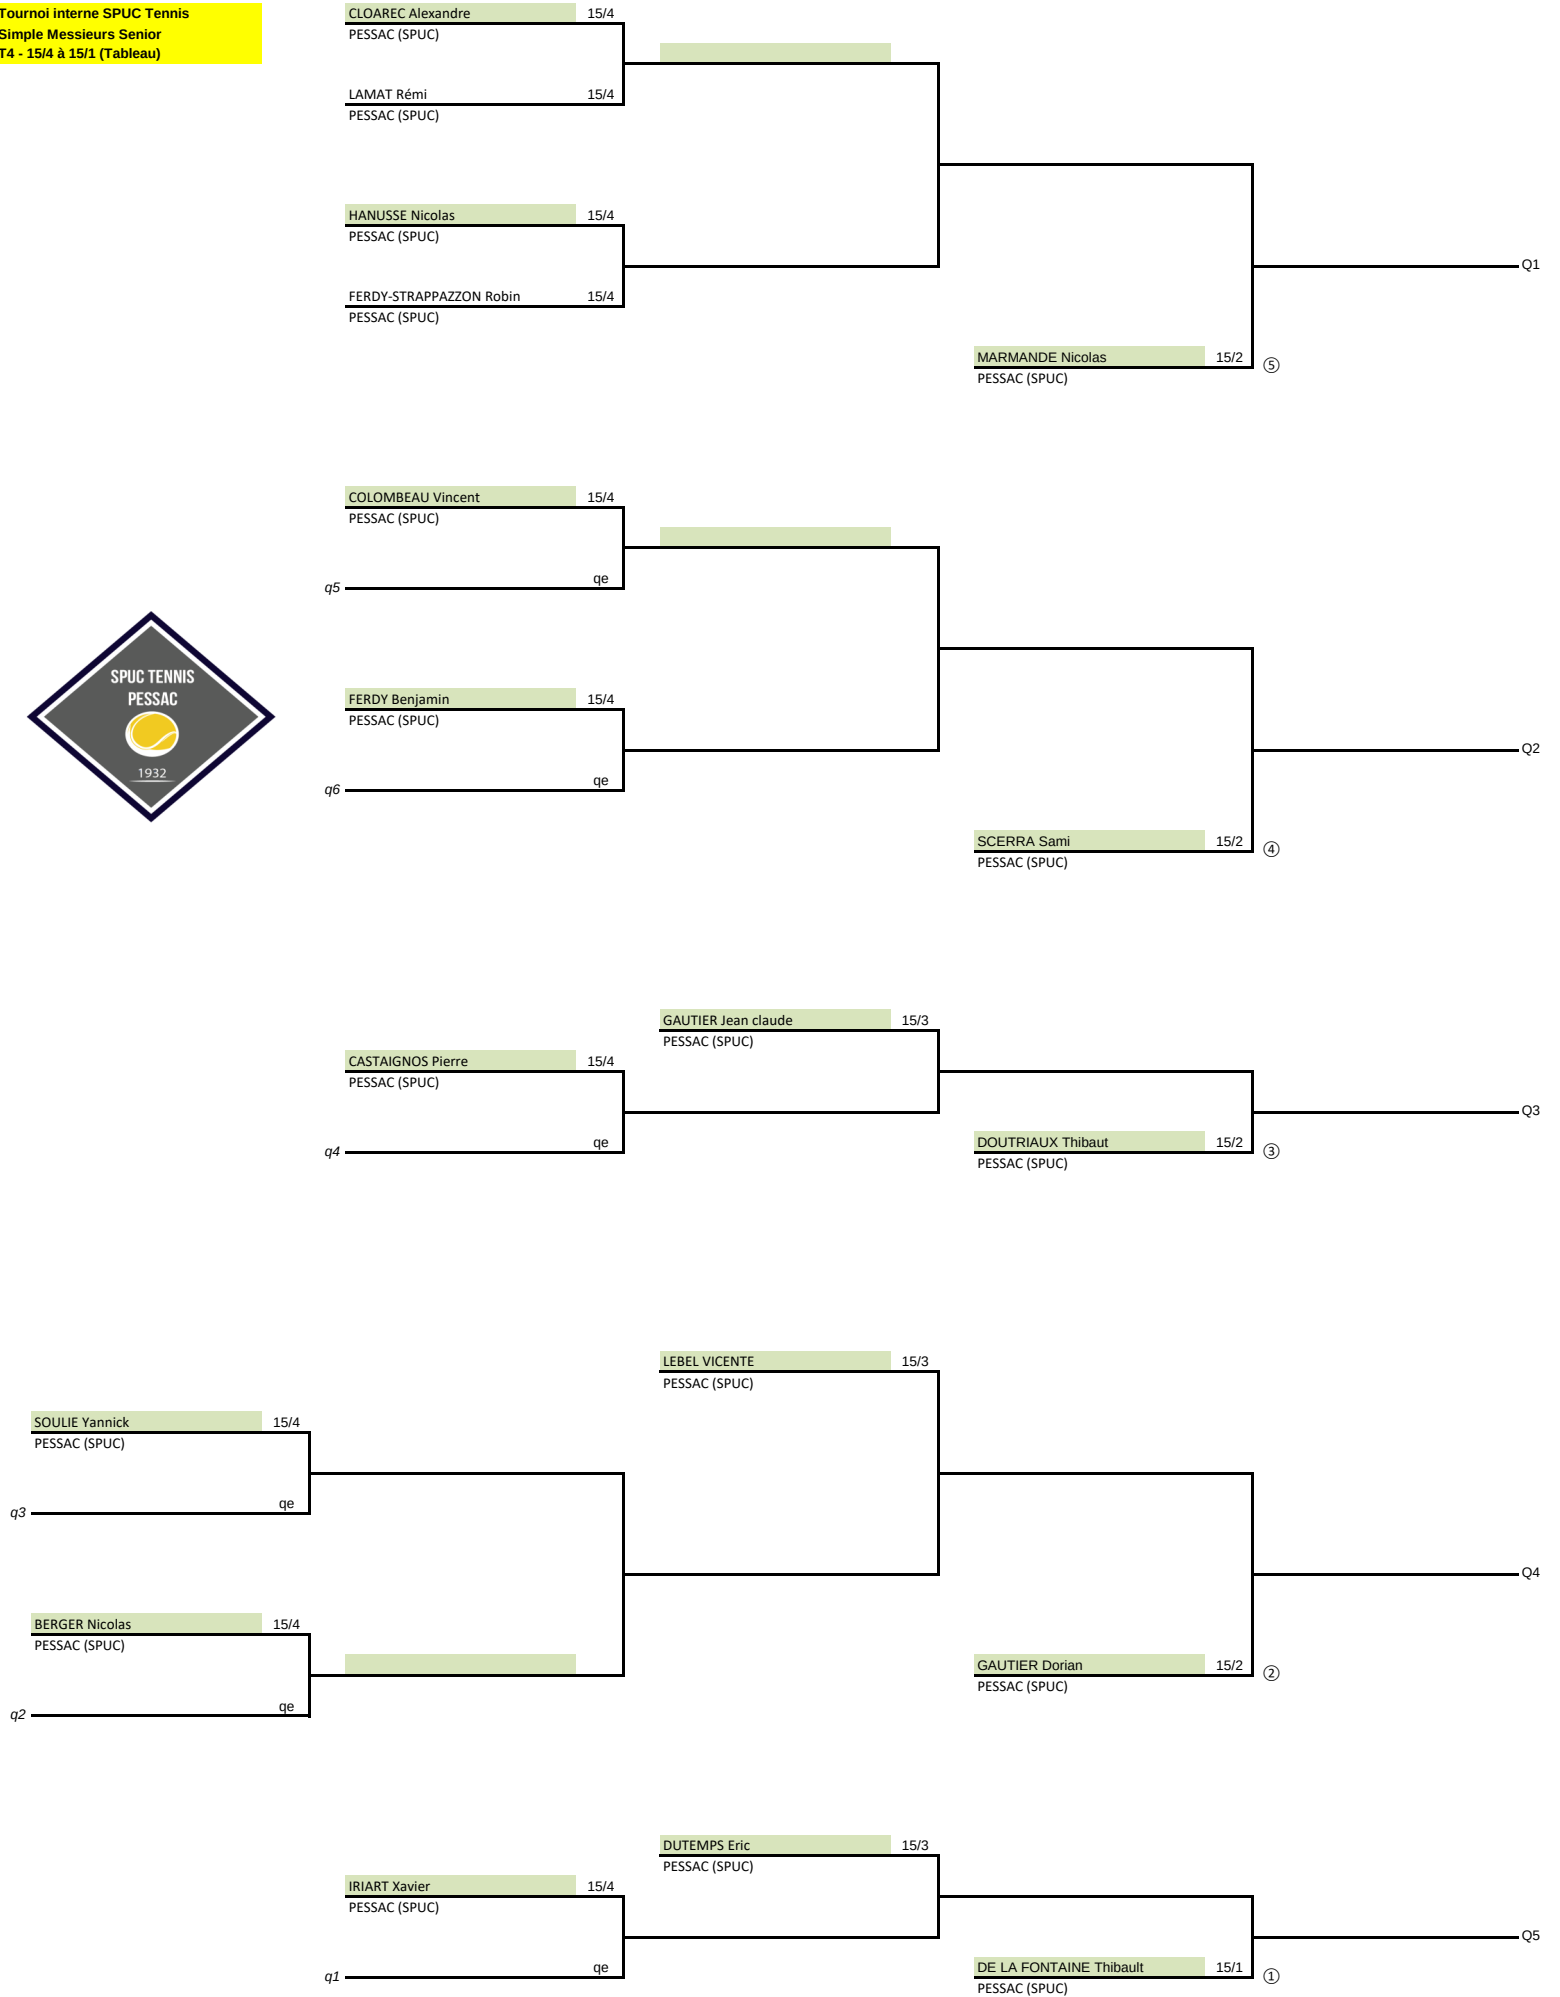 Tournoi interne SPUC Tennis
Simple Messieurs Senior
T4 - 15/4 à 15/1 (Tableau)
CLOAREC Alexandre 15/4
PESSAC (SPUC)
LAMAT Rémi 15/4
PESSAC (SPUC)
HANUSSE Nicolas 15/4
PESSAC (SPUC)
Q1
FERDY-STRAPPAZZON Robin 15/4
PESSAC (SPUC)
MARMANDE Nicolas 15/2 ⑤
PESSAC (SPUC)
COLOMBEAU Vincent 15/4
PESSAC (SPUC)
q5 qe
SPUC TENNIS
PESSAC
1932
FERDY Benjamin 15/4
PESSAC (SPUC)
Q2
q6 qe
SCERRA Sami 15/2 ④
PESSAC (SPUC)
GAUTIER Jean claude 15/3
PESSAC (SPUC)
CASTAIGNOS Pierre 15/4
PESSAC (SPUC)
Q3
q4 qe
DOUTRIAUX Thibaut 15/2 ③
PESSAC (SPUC)
LEBEL VICENTE 15/3
PESSAC (SPUC)
SOULIE Yannick 15/4
PESSAC (SPUC)
q3 qe
Q4
BERGER Nicolas 15/4
PESSAC (SPUC)
GAUTIER Dorian 15/2 ②
PESSAC (SPUC)
q2 qe
DUTEMPS Eric 15/3
PESSAC (SPUC)
IRIART Xavier 15/4
PESSAC (SPUC)
Q5
q1 qe
DE LA FONTAINE Thibault 15/1 ①
PESSAC (SPUC)